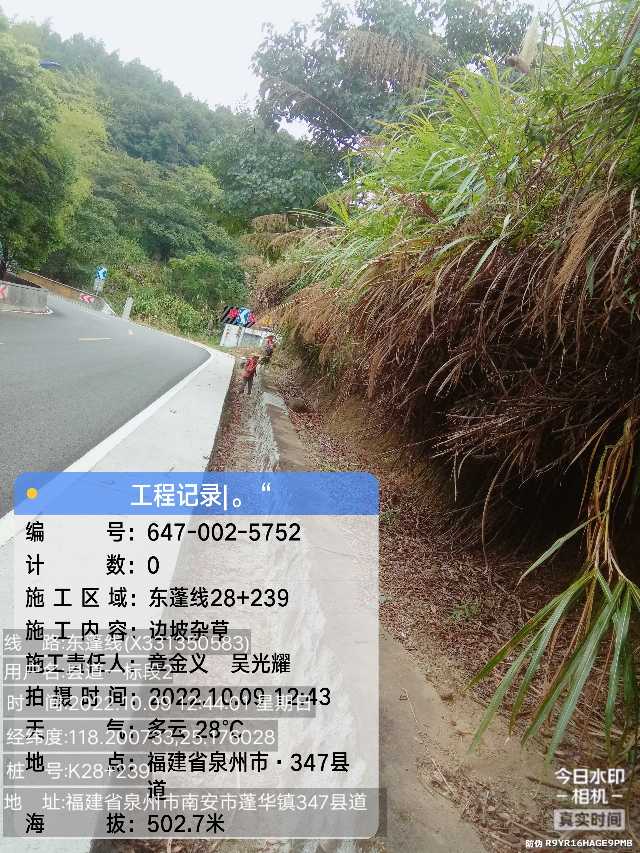 工程记录|。“
编 号: 647-002-5752
计 数: 0
施工区域: 东蓬线28+239
施工内容: 边坡杂草
线 路:东蓬线(X331350583)
施工责任人: 章金义 吴光耀
用户名:县道一标段2
拍摄时间: 2022.10.09 12:43
时 间:2022.10.09 12:44:01 星期日
天 气: 多云 28℃
经纬度:118.200733,25.176028
地 点: 福建省泉州市·347县
道
桩 号:K28+239
地 址:福建省泉州市南安市蓬华镇347县道
海 拔: 502.7米
今日水印
相机
真实时间
防伪 R9YR16HAGE9PMB